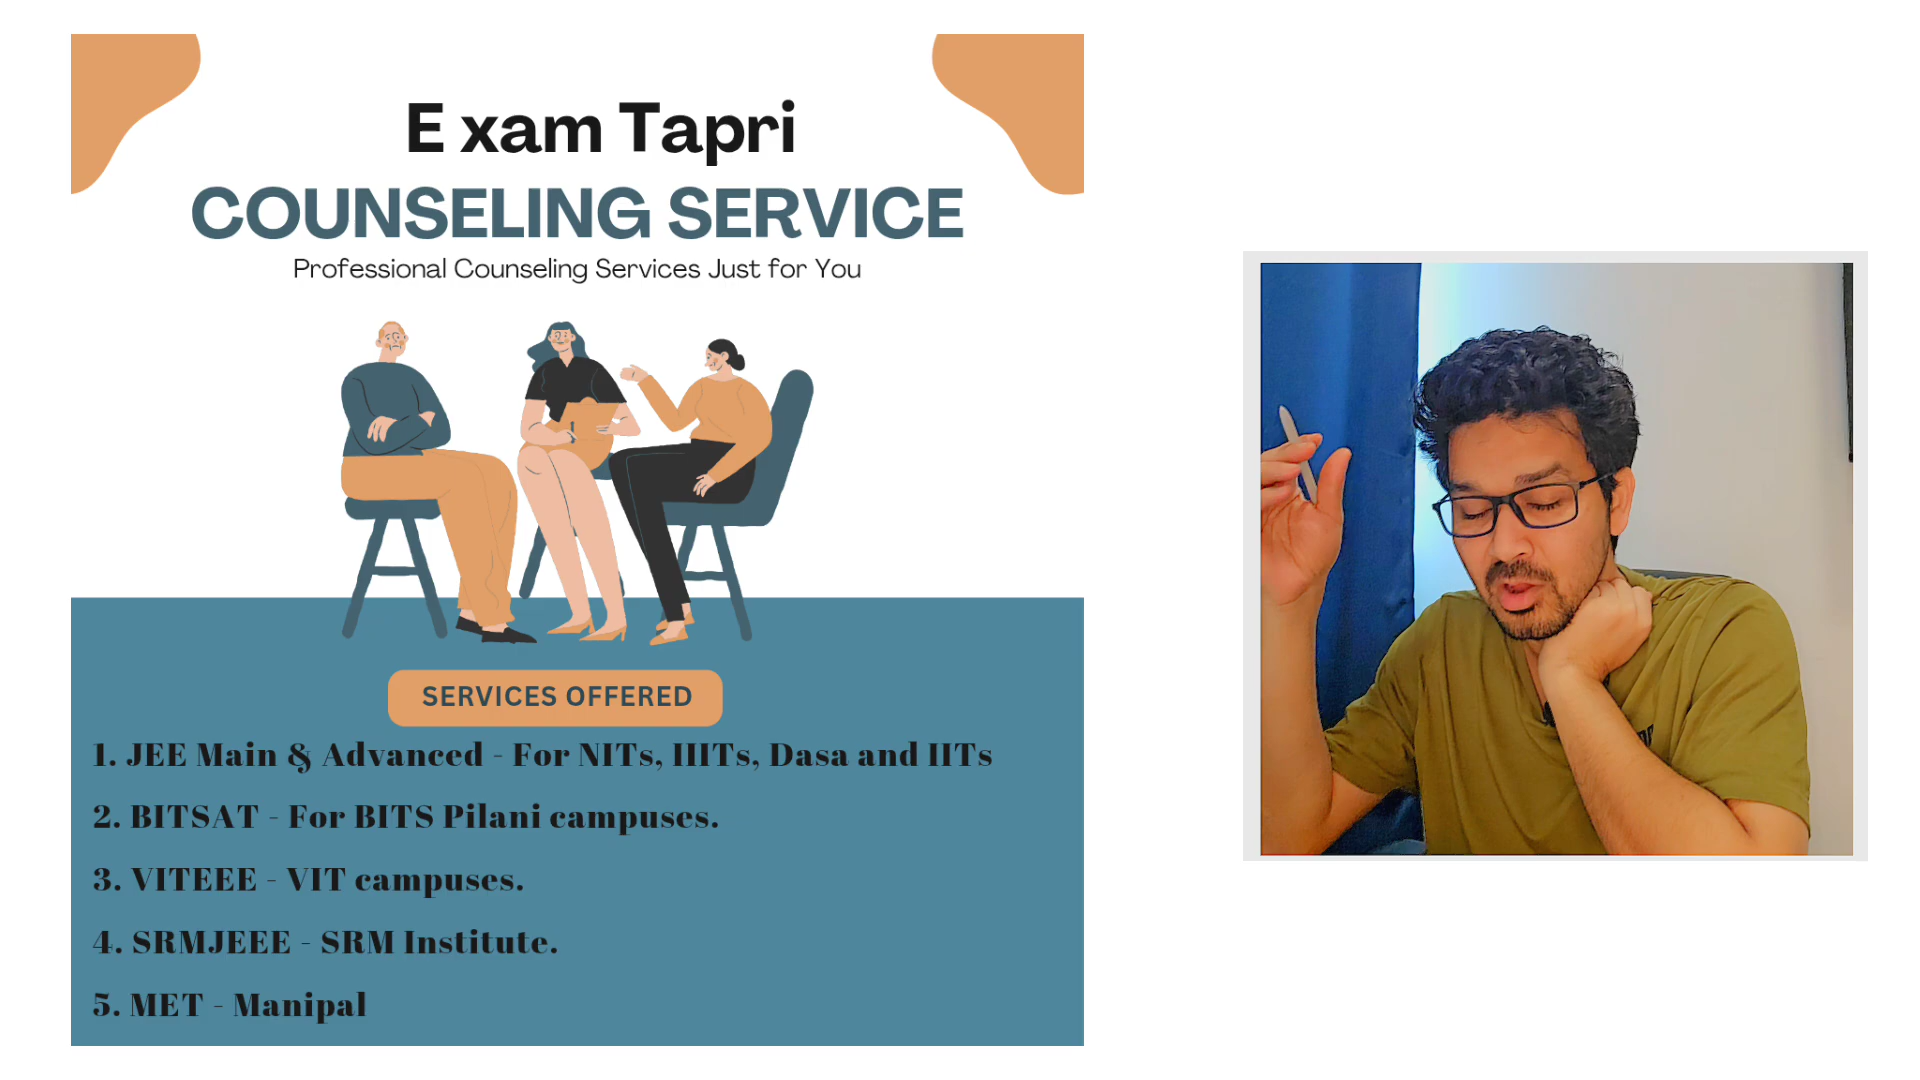 E xam Tapri
COUNSELING SERVICE
Professional Counseling Services Just for You
SERVICES OFFERED
1. JEE Main & Advanced - For NITs, IIITs, Dasa and IITs
2. BITSAT - For BITS Pilani campuses.
3. VITEEE - VIT campuses.
4. SRMJEEE - SRM Institute.
5. MET - Manipal